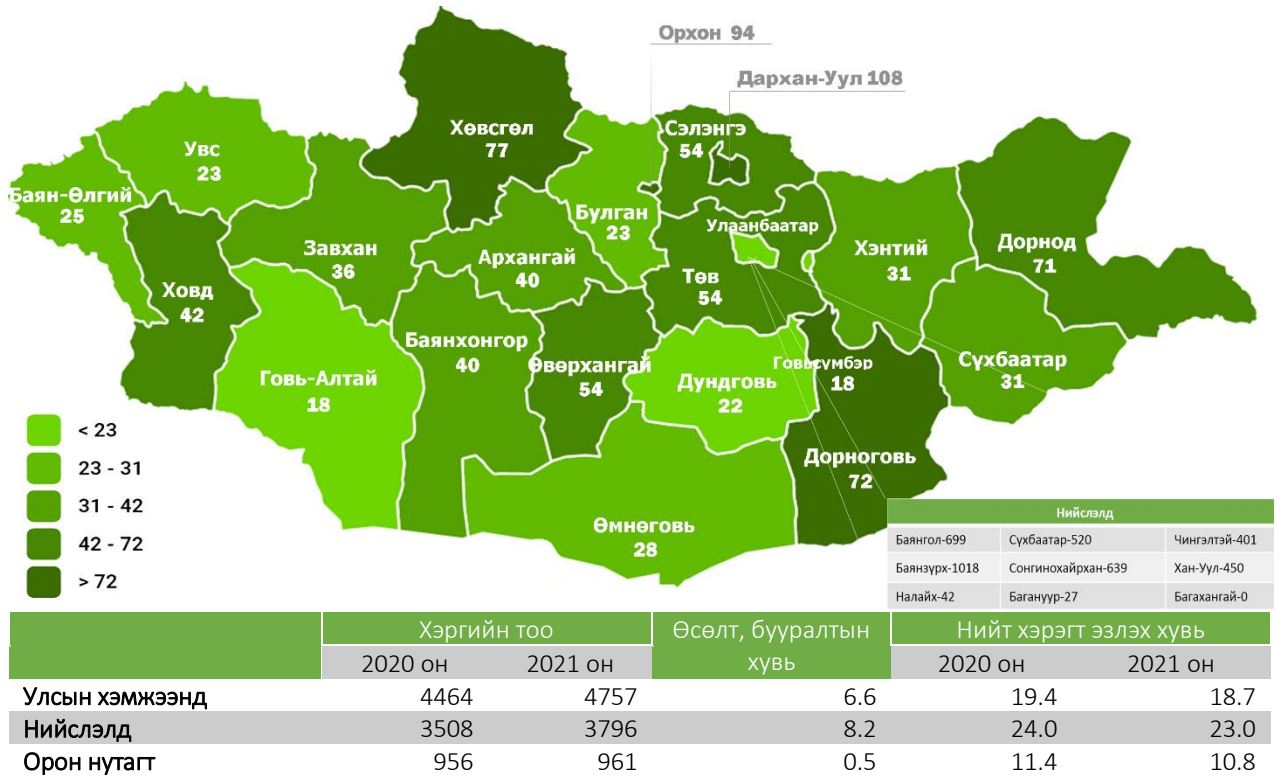 Орхон 94
Дархан-Уул 108
Хөвсгөл
77
Сэлэнгэ
54
Увс
23
Баян-Өлгий
25
Булган
23
Улаанбаатар
Завхан
36
Архангай
40
Хэнтий
31
Дорнод
71
Ховд
42
Төв
54
Баянхонгор
40
Өвөрхангай
54
Говьсүмбэр
18
Сүхбаатар
31
Говь-Алтай
18
Дундговь
22
Дорноговь
72
Өмнөговь
28
< 23
23 - 31
31 - 42
42 - 72
> 72
Нийслэлд
Баянгол-699 Сүхбаатар-520 Чингэлтэй-401
Баянзүрх-1018 Сонгинохайрхан-639 Хан-Уул-450
Налайх-42 Багануур-27 Багахангай-0
Хэргийн тоо Өсөлт, бууралтын хувь Нийт хэрэгт эзлэх хувь
2020 он 2021 он 2020 он 2021 он
Улсын хэмжээнд 4464 4757 6.6 19.4 18.7
Нийслэлд 3508 3796 8.2 24.0 23.0
Орон нутагт 956 961 0.5 11.4 10.8